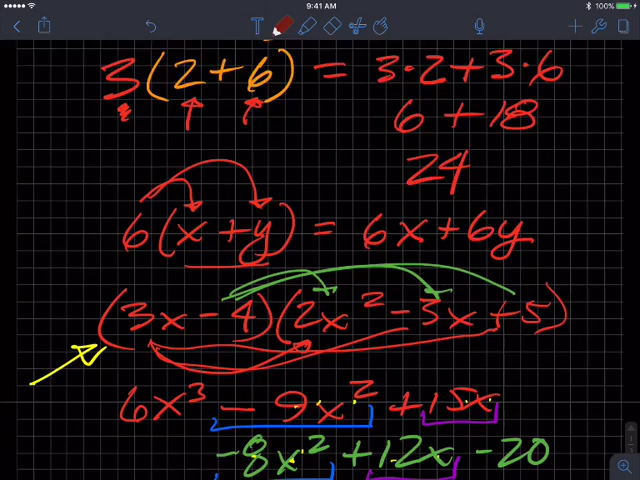 9:41 AM 100%
3(2+6) = 3·2+3·6
6 + 18
24
6(x+y) = 6x+6y
(3x-4)(2x²-3x+5)
6x³ - 9x² +15x
-8x² +12x -20